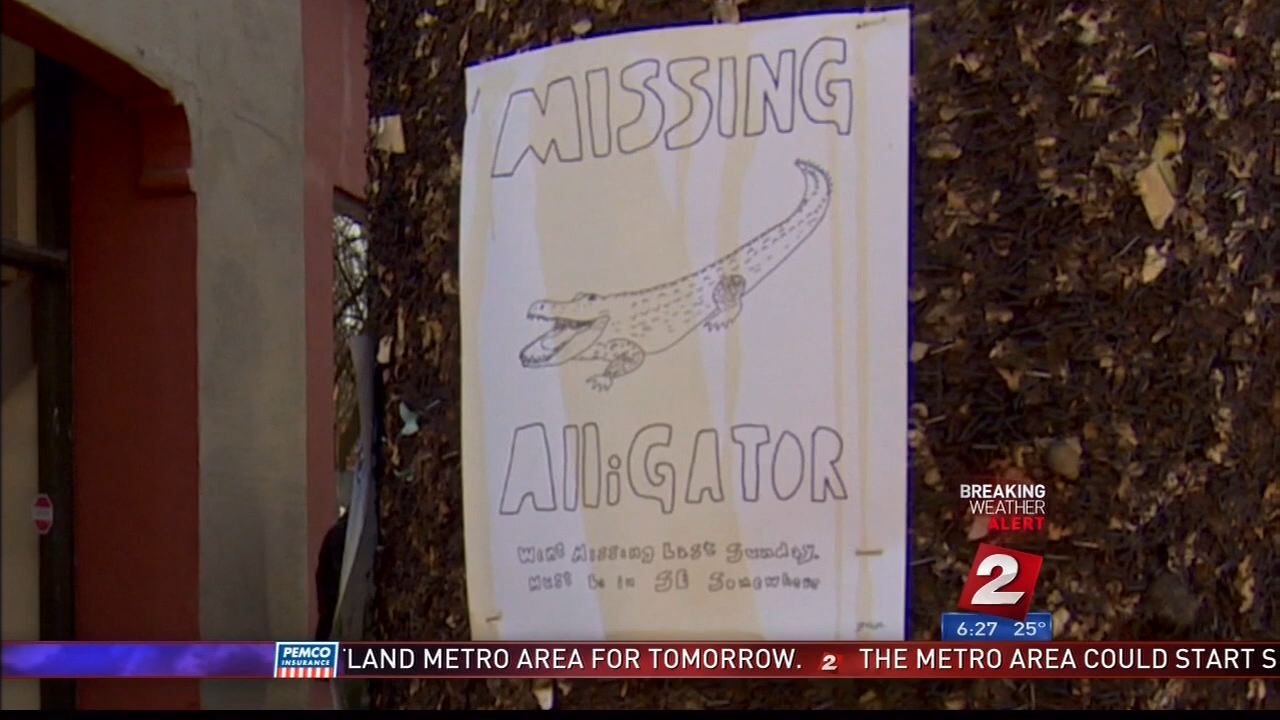 MISSING
AlliGATOR
Went Missing Last Sunday.
Must be in SE Somewhere
BREAKING
WEATHER
ALERT
2
6:27 25°
PEMCO
INSURANCE
LAND METRO AREA FOR TOMORROW. 2 THE METRO AREA COULD START S